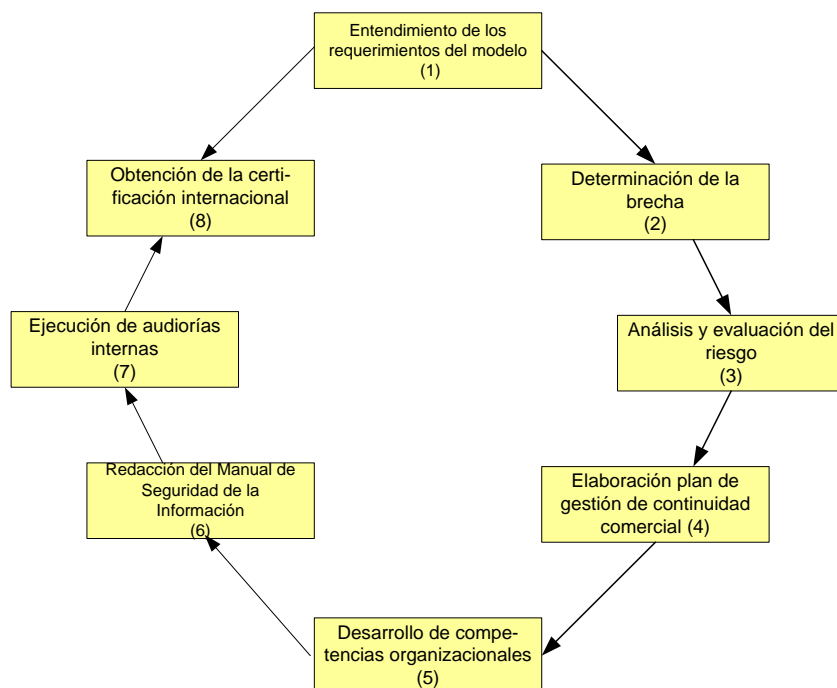 Entendimiento de los
requerimientos del modelo
(1)
Determinación de la
brecha
(2)
Análisis y evaluación del
riesgo
(3)
Elaboración plan de
gestión de continuidad
comercial (4)
Desarrollo de compe-
tencias organizacionales
(5)
Redacción del Manual de
Seguridad de la
Información
(6)
Ejecución de audiorías
internas
(7)
Obtención de la certi-
ficación internacional
(8)